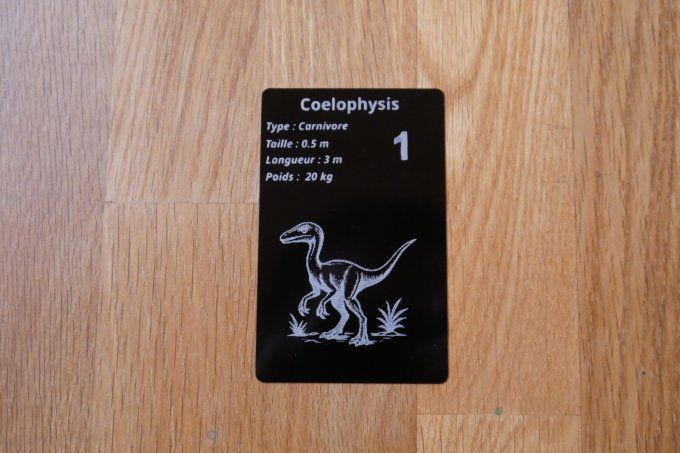 Coelophysis
Type : Carnivore
1
Taille : 0.5 m
Longueur : 3 m
Poids : 20 kg